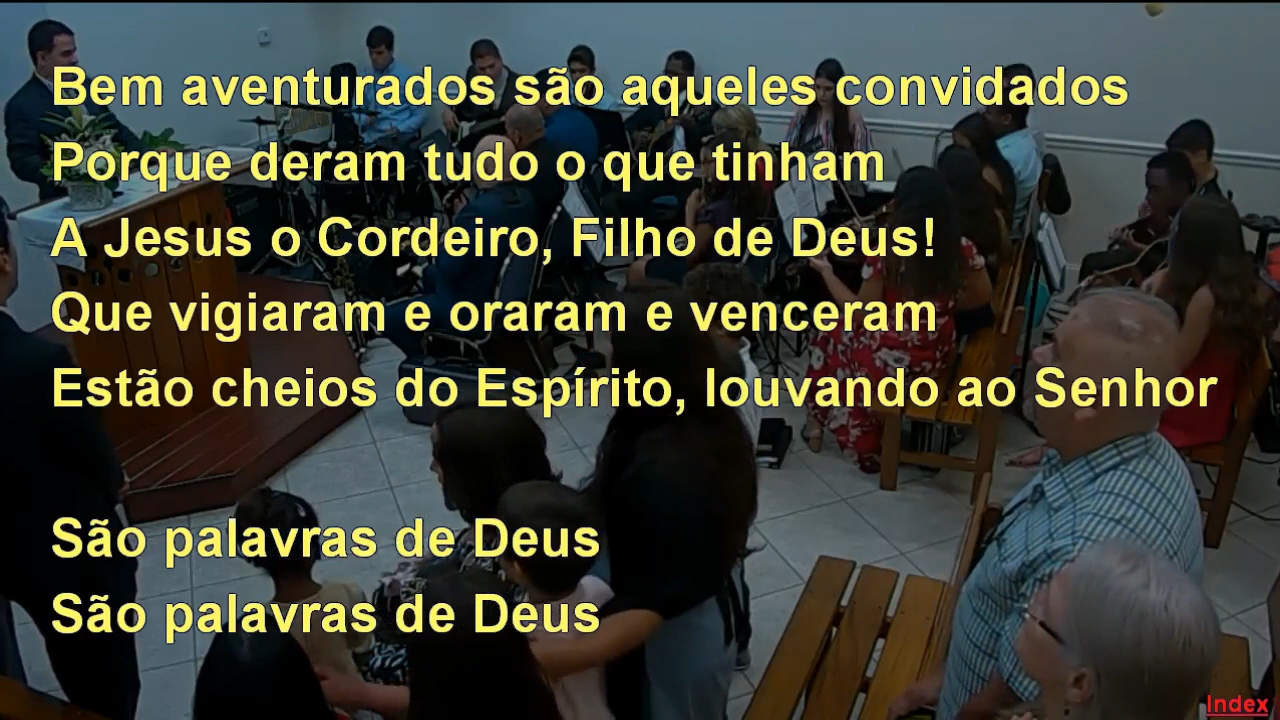 Bem aventurados são aqueles convidados
Porque deram tudo o que tinham
A Jesus o Cordeiro, Filho de Deus!
Que vigiaram e oraram e venceram
Estão cheios do Espírito, louvando ao Senhor
São palavras de Deus
São palavras de Deus
Index